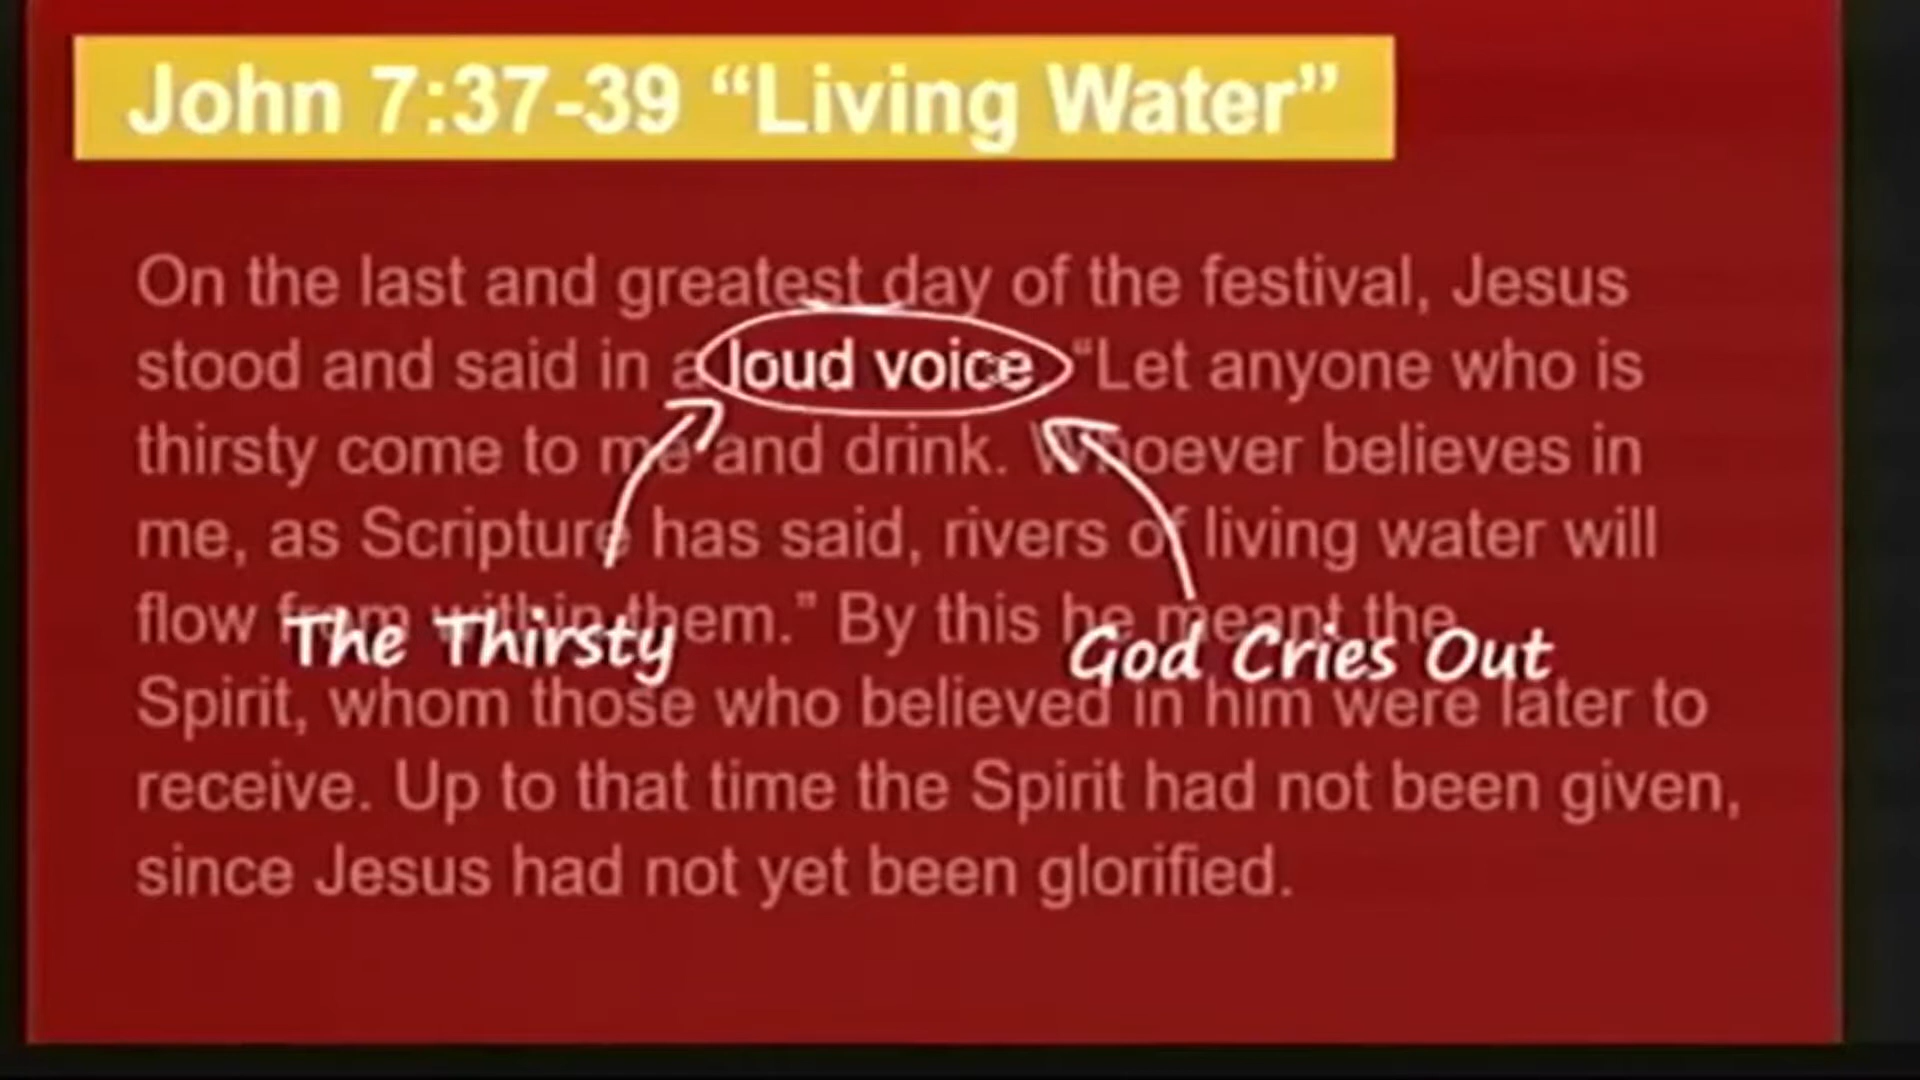 John 7:37-39 “Living Water”
On the last and greatest day of the festival, Jesus
stood and said in a loud voice “Let anyone who is
thirsty come to me and drink. Whoever believes in
me, as Scripture has said, rivers of living water will
flow from within them.” By this he meant the
The Thirsty
God Cries Out
Spirit, whom those who believed in him were later to
receive. Up to that time the Spirit had not been given,
since Jesus had not yet been glorified.